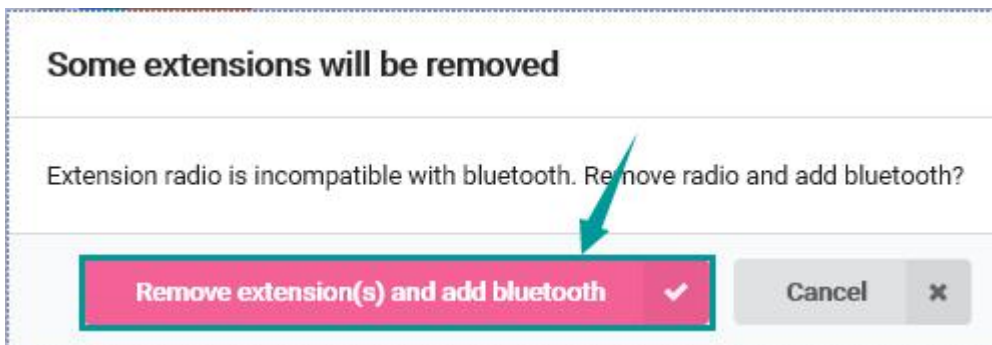 Some extensions will be removed
Extension radio is incompatible with bluetooth. Remove radio and add bluetooth?
Remove extension(s) and add bluetooth
Cancel